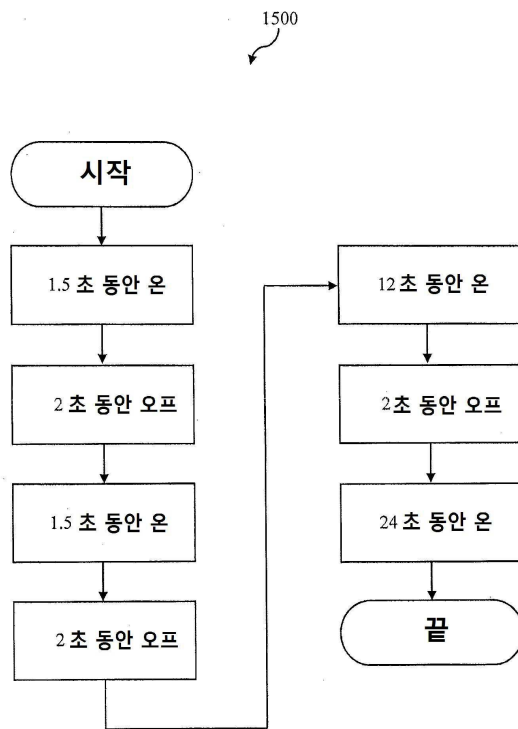 1500
시작
1.5 초 동안 온
2 초 동안 오프
1.5 초 동안 온
2 초 동안 오프
12 초 동안 온
2 초 동안 오프
24 초 동안 온
끝